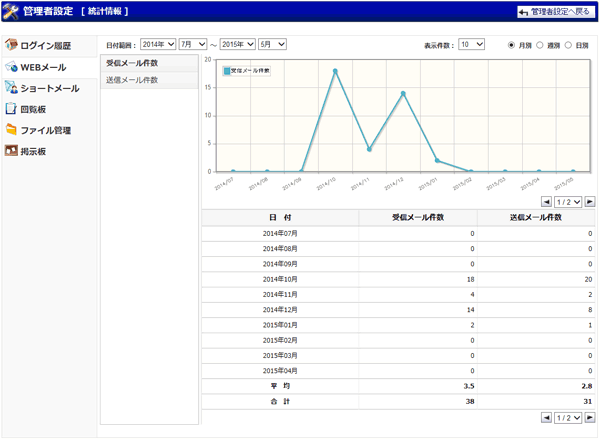 管理者設定 [ 統計情報 ]
管理者設定へ戻る
ログイン履歴
WEBメール
ショートメール
回覧板
ファイル管理
掲示板
日付範囲： 2014年 7月 ～ 2015年 5月
表示件数： 10
月別 週別 日別
受信メール件数
送信メール件数
受信メール件数
20
15
10
5
0
2014/07 2014/08 2014/09 2014/10 2014/11 2014/12 2015/01 2015/02 2015/03 2015/04 2015/05
1 / 2
日　付 受信メール件数 送信メール件数
2014年07月 0 0
2014年08月 0 0
2014年09月 0 0
2014年10月 18 20
2014年11月 4 2
2014年12月 14 8
2015年01月 2 1
2015年02月 0 0
2015年03月 0 0
2015年04月 0 0
平　均 3.5 2.8
合　計 38 31
1 / 2